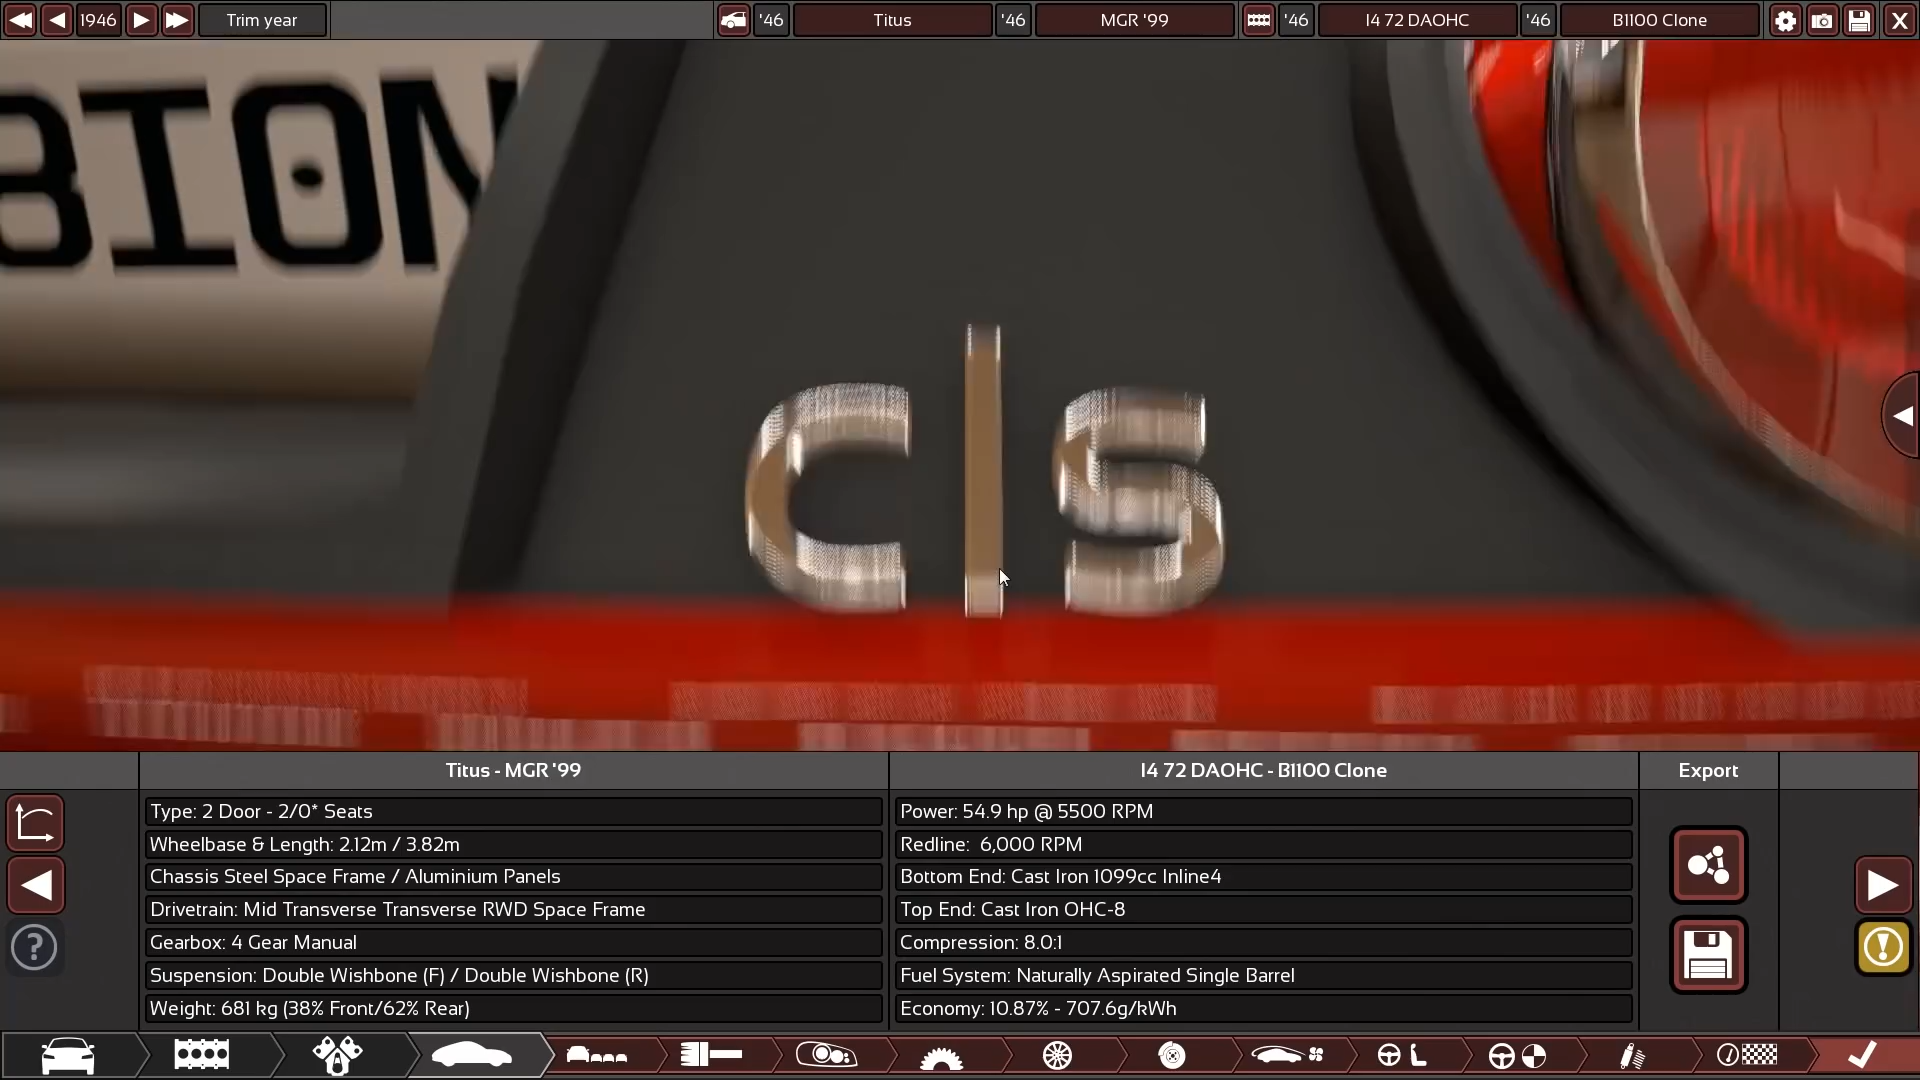 1946 Trim year '46 Titus '46 MGR '99 '46 I4 72 DAOHC '46 B1100 Clone
BION
C|S
Titus - MGR '99 I4 72 DAOHC - B1100 Clone Export
Type: 2 Door - 2/0* Seats
Wheelbase & Length: 2.12m / 3.82m
Chassis Steel Space Frame / Aluminium Panels
Drivetrain: Mid Transverse Transverse RWD Space Frame
Gearbox: 4 Gear Manual
Suspension: Double Wishbone (F) / Double Wishbone (R)
Weight: 681 kg (38% Front/62% Rear)
Power: 54.9 hp @ 5500 RPM
Redline: 6,000 RPM
Bottom End: Cast Iron 1099cc Inline4
Top End: Cast Iron OHC-8
Compression: 8.0:1
Fuel System: Naturally Aspirated Single Barrel
Economy: 10.87% - 707.6g/kWh